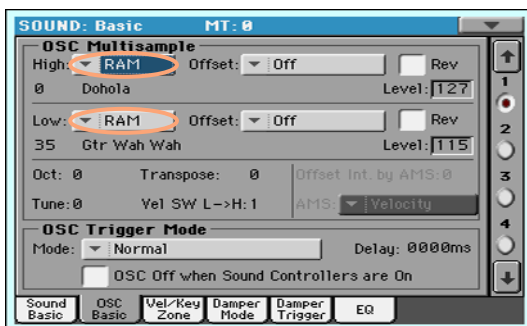 SOUND: Basic MT: 0
OSC Multisample
High: RAM Offset: Off Rev
0 Dohola Level: 127
Low: RAM Offset: Off Rev
35 Gtr Wah Wah Level: 115
Oct: 0 Transpose: 0 Offset Int. by AMS:0
Tune:0 Vel SW L->H: 1 AMS: Velocity
OSC Trigger Mode
Mode: Normal Delay: 0000ms
OSC Off when Sound Controllers are On
1
2
3
4
Sound Basic
OSC Basic
Vel/Key Zone
Damper Mode
Damper Trigger
EQ